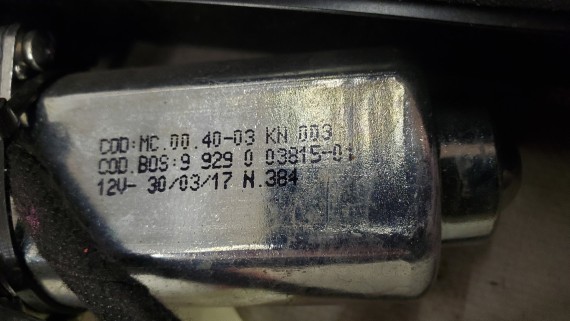 COD:MC.00.40-03 KN 003
COD.BOS:9 929 0 03815-01
12V- 30/03/17 N.384